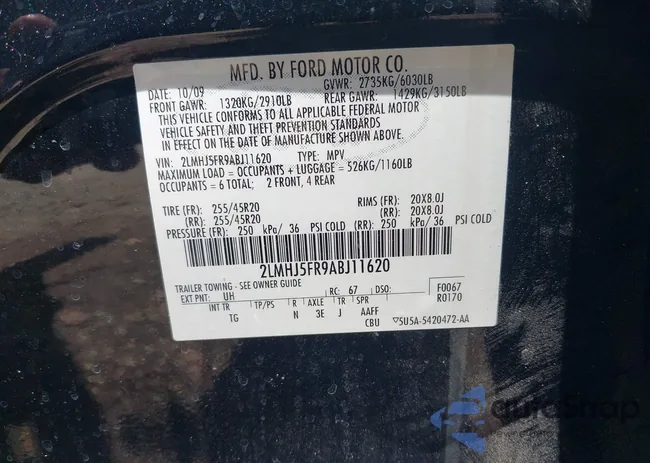 MFD. BY FORD MOTOR CO.
DATE: 10/09 GVWR: 2735KG/6030LB
FRONT GAWR: 1320KG/2910LB REAR GAWR: 1429KG/3150LB
THIS VEHICLE CONFORMS TO ALL APPLICABLE FEDERAL MOTOR
VEHICLE SAFETY AND THEFT PREVENTION STANDARDS
IN EFFECT ON THE DATE OF MANUFACTURE SHOWN ABOVE.
VIN: 2LMHJ5FR9ABJ11620 TYPE: MPV
MAXIMUM LOAD = OCCUPANTS + LUGGAGE = 526KG/1160LB
OCCUPANTS = 6 TOTAL; 2 FRONT, 4 REAR
TIRE (FR): 255/45R20 RIMS (FR): 20X8.0J
(RR): 255/45R20 (RR): 20X8.0J
PRESSURE (FR): 250 kPa/ 36 PSI COLD (RR): 250 kPa/ 36 PSI COLD
2LMHJ5FR9ABJ11620
TRAILER TOWING - SEE OWNER GUIDE
EXT PNT: UH RC: 67 DSO: F0067
INT TR TP/PS R AXLE TR SPR R0170
TG N 3E J AAFF
CBU 5U5A-5420472-AA
autoSnap